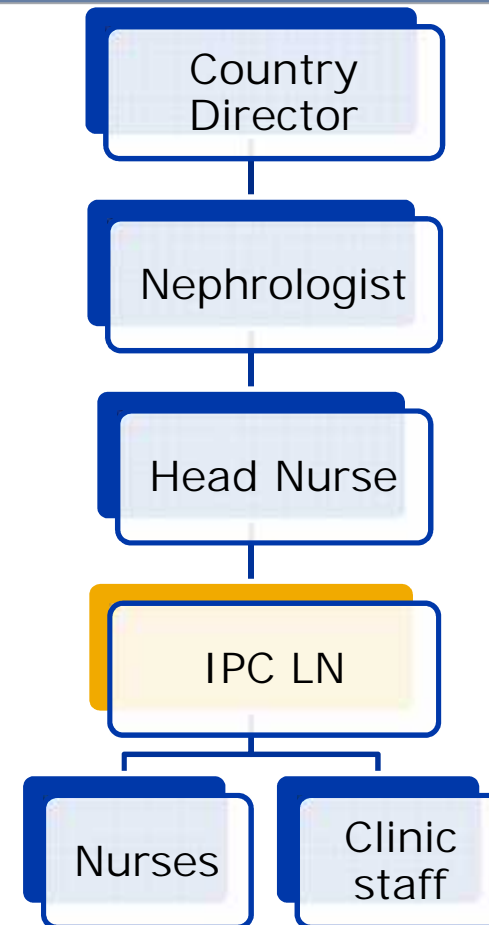 Country
Director
Nephrologist
Head Nurse
IPC LN
Nurses
Clinic
staff